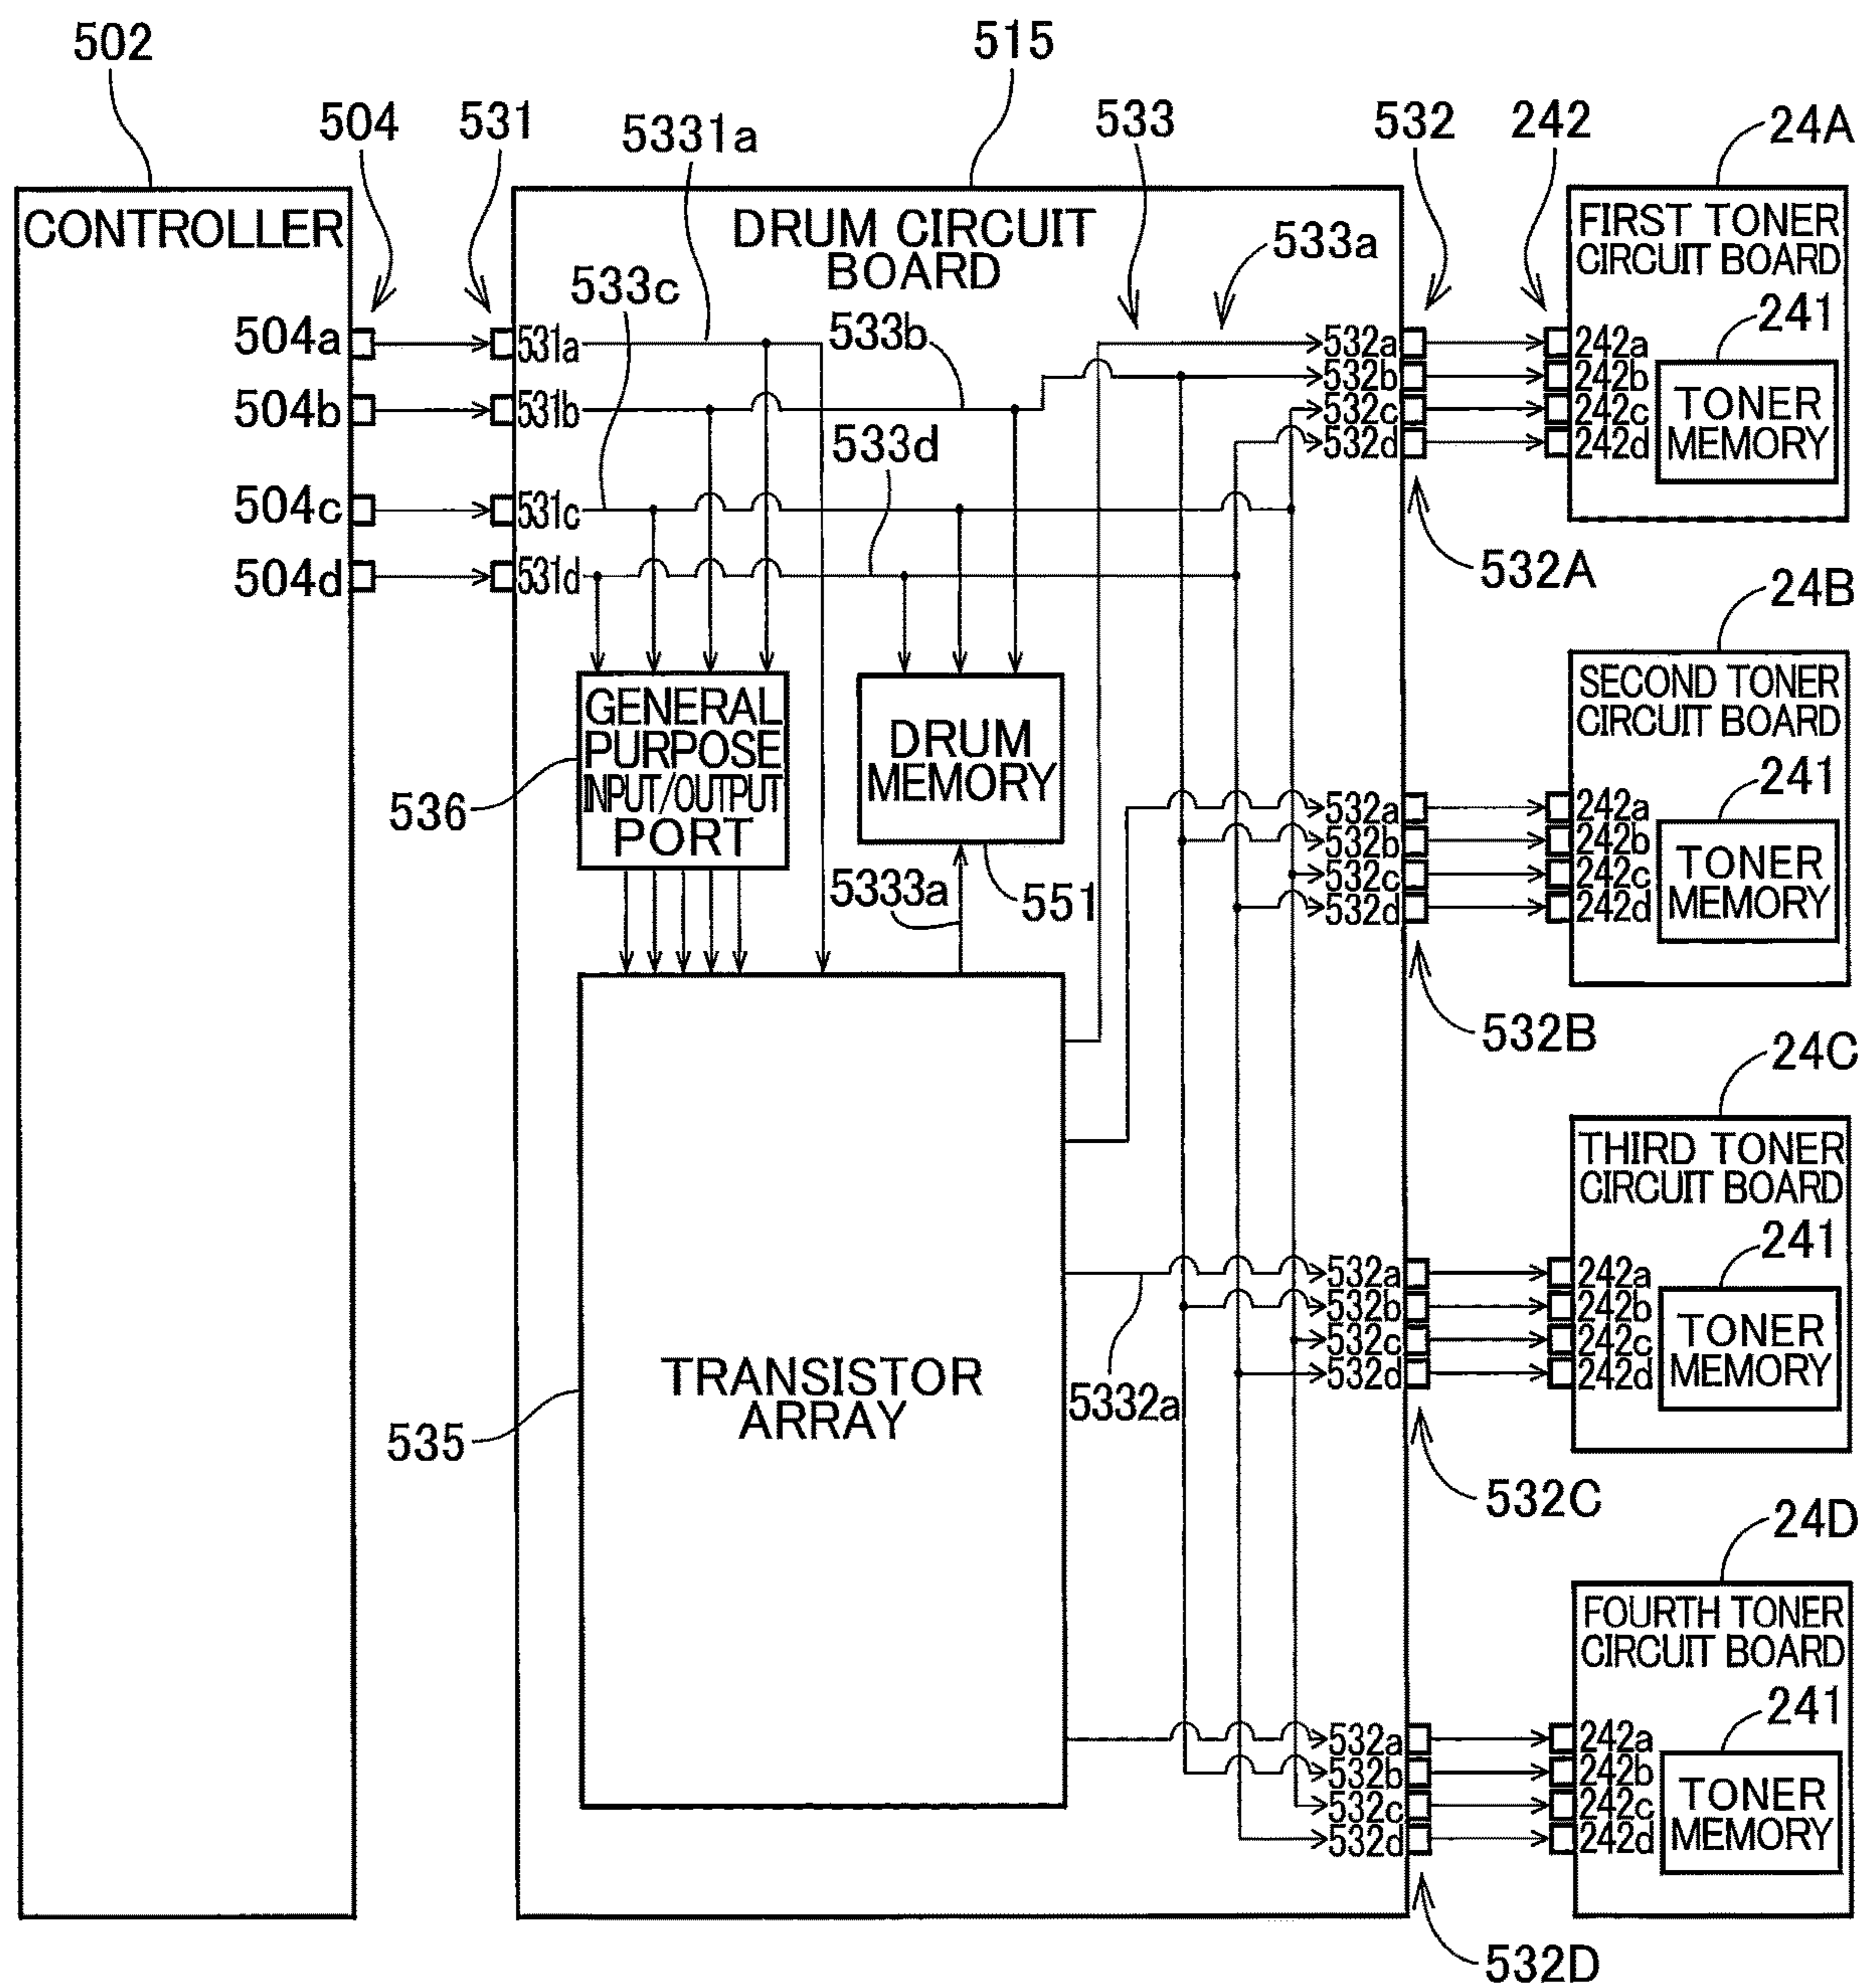 502
515
504
531
5331a
533
532
242
24A
CONTROLLER
DRUM CIRCUIT
BOARD
533a
533c
533b
533d
FIRST TONER
CIRCUIT BOARD
241
504a
531a
532a
242a
504b
531b
532b
242b
504c
531c
532c
242c
504d
531d
532d
242d
TONER
MEMORY
532A
24B
GENERAL
PURPOSE
INPUT/OUTPUT
PORT
536
DRUM
MEMORY
5333a
551
SECOND TONER
CIRCUIT BOARD
241
532a
242a
532b
242b
532c
242c
532d
242d
TONER
MEMORY
532B
24C
THIRD TONER
CIRCUIT BOARD
241
532a
242a
532b
242b
532c
242c
532d
242d
TONER
MEMORY
TRANSISTOR
ARRAY
535
5332a
532C
24D
FOURTH TONER
CIRCUIT BOARD
241
532a
242a
532b
242b
532c
242c
532d
242d
TONER
MEMORY
532D